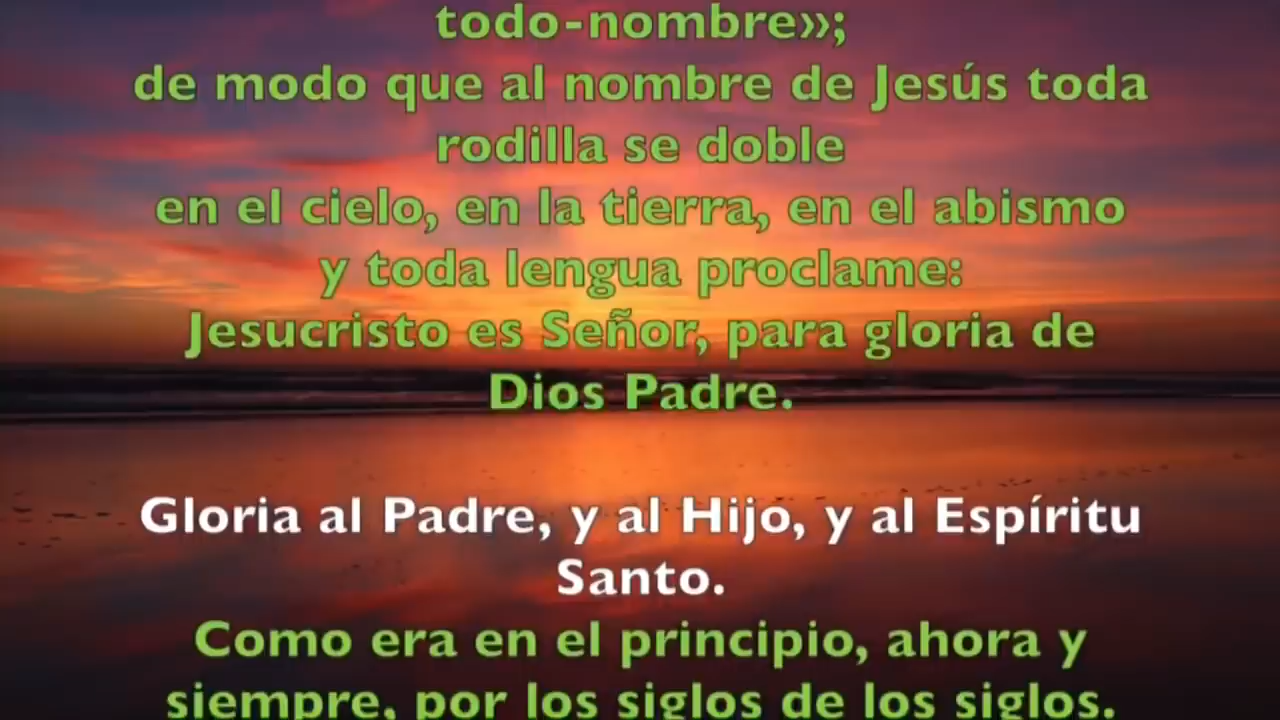 todo-nombre»;
de modo que al nombre de Jesús toda
rodilla se doble
en el cielo, en la tierra, en el abismo
y toda lengua proclame:
Jesucristo es Señor, para gloria de
Dios Padre.
Gloria al Padre, y al Hijo, y al Espíritu
Santo.
Como era en el principio, ahora y
siempre, por los siglos de los siglos.